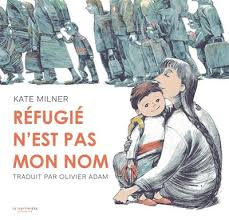 KATE MILNER
RÉFUGIÉ
N'EST PAS
MON NOM
TRADUIT PAR OLIVIER ADAM